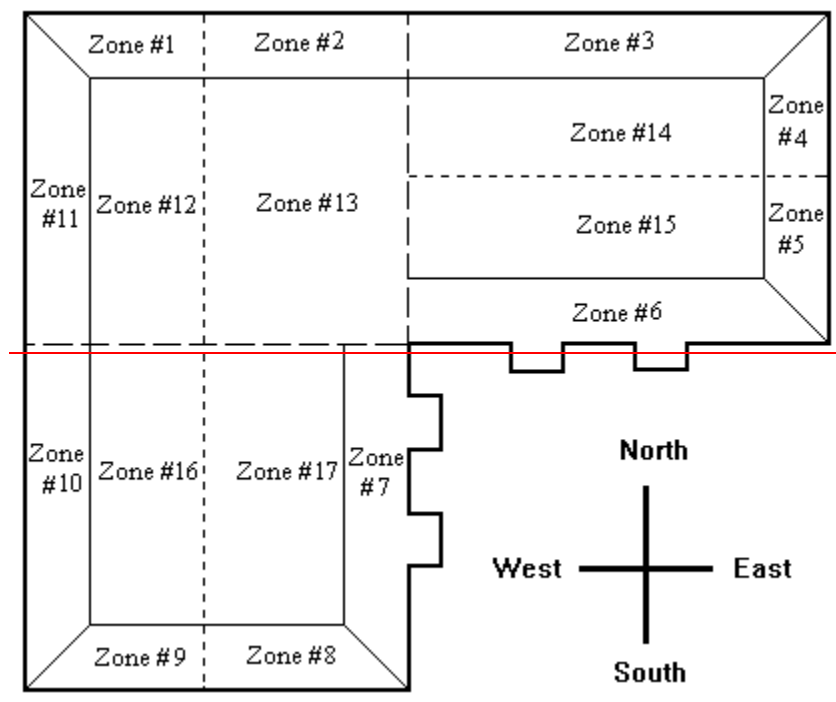 Zone #1
Zone #2
Zone #3
Zone
#4
Zone #14
Zone
#11
Zone #12
Zone #13
Zone #15
Zone
#5
Zone #6
Zone
#10
Zone #16
Zone #17
Zone
#7
North
West
East
South
Zone #9
Zone #8